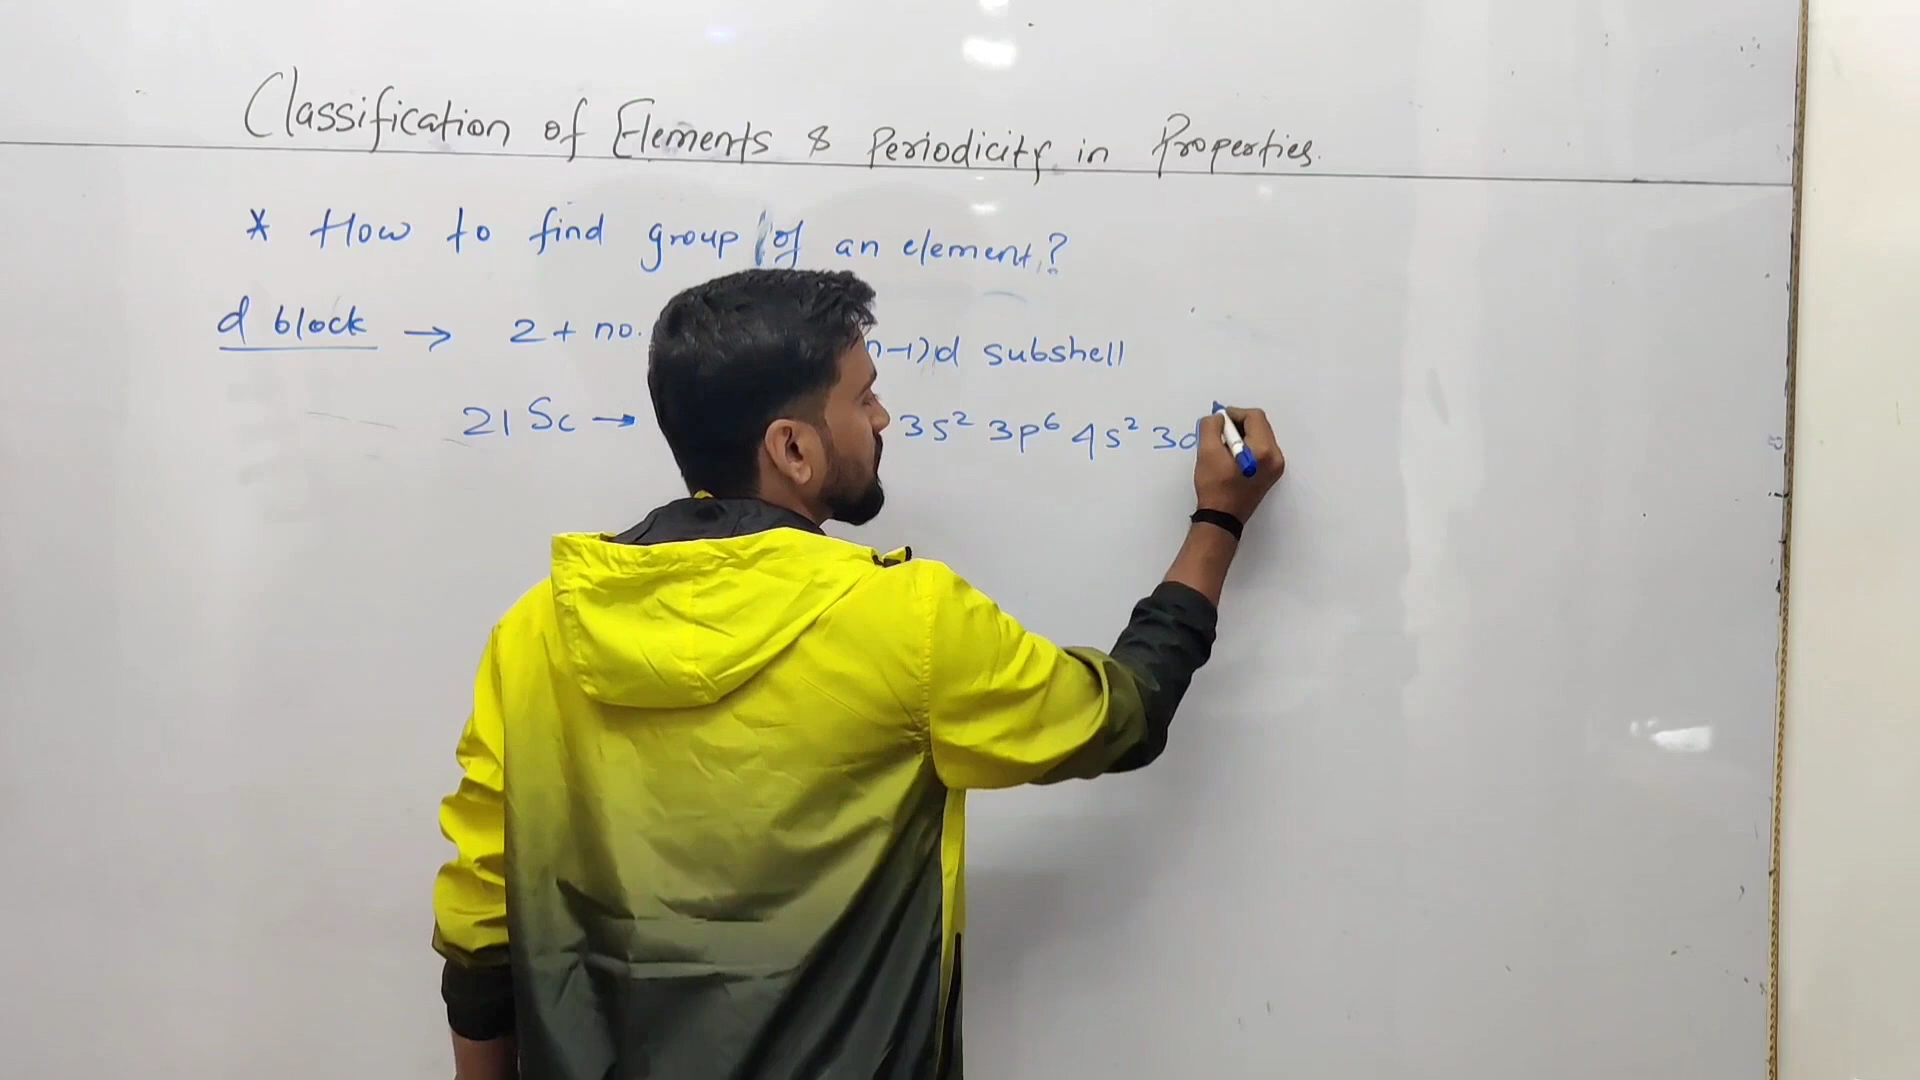 Classification of Elements & Periodicity in Properties.
* How to find group of an element?
d block → 2 + no. n-1)d subshell
21 Sc → 3s² 3p⁶ 4s² 3d